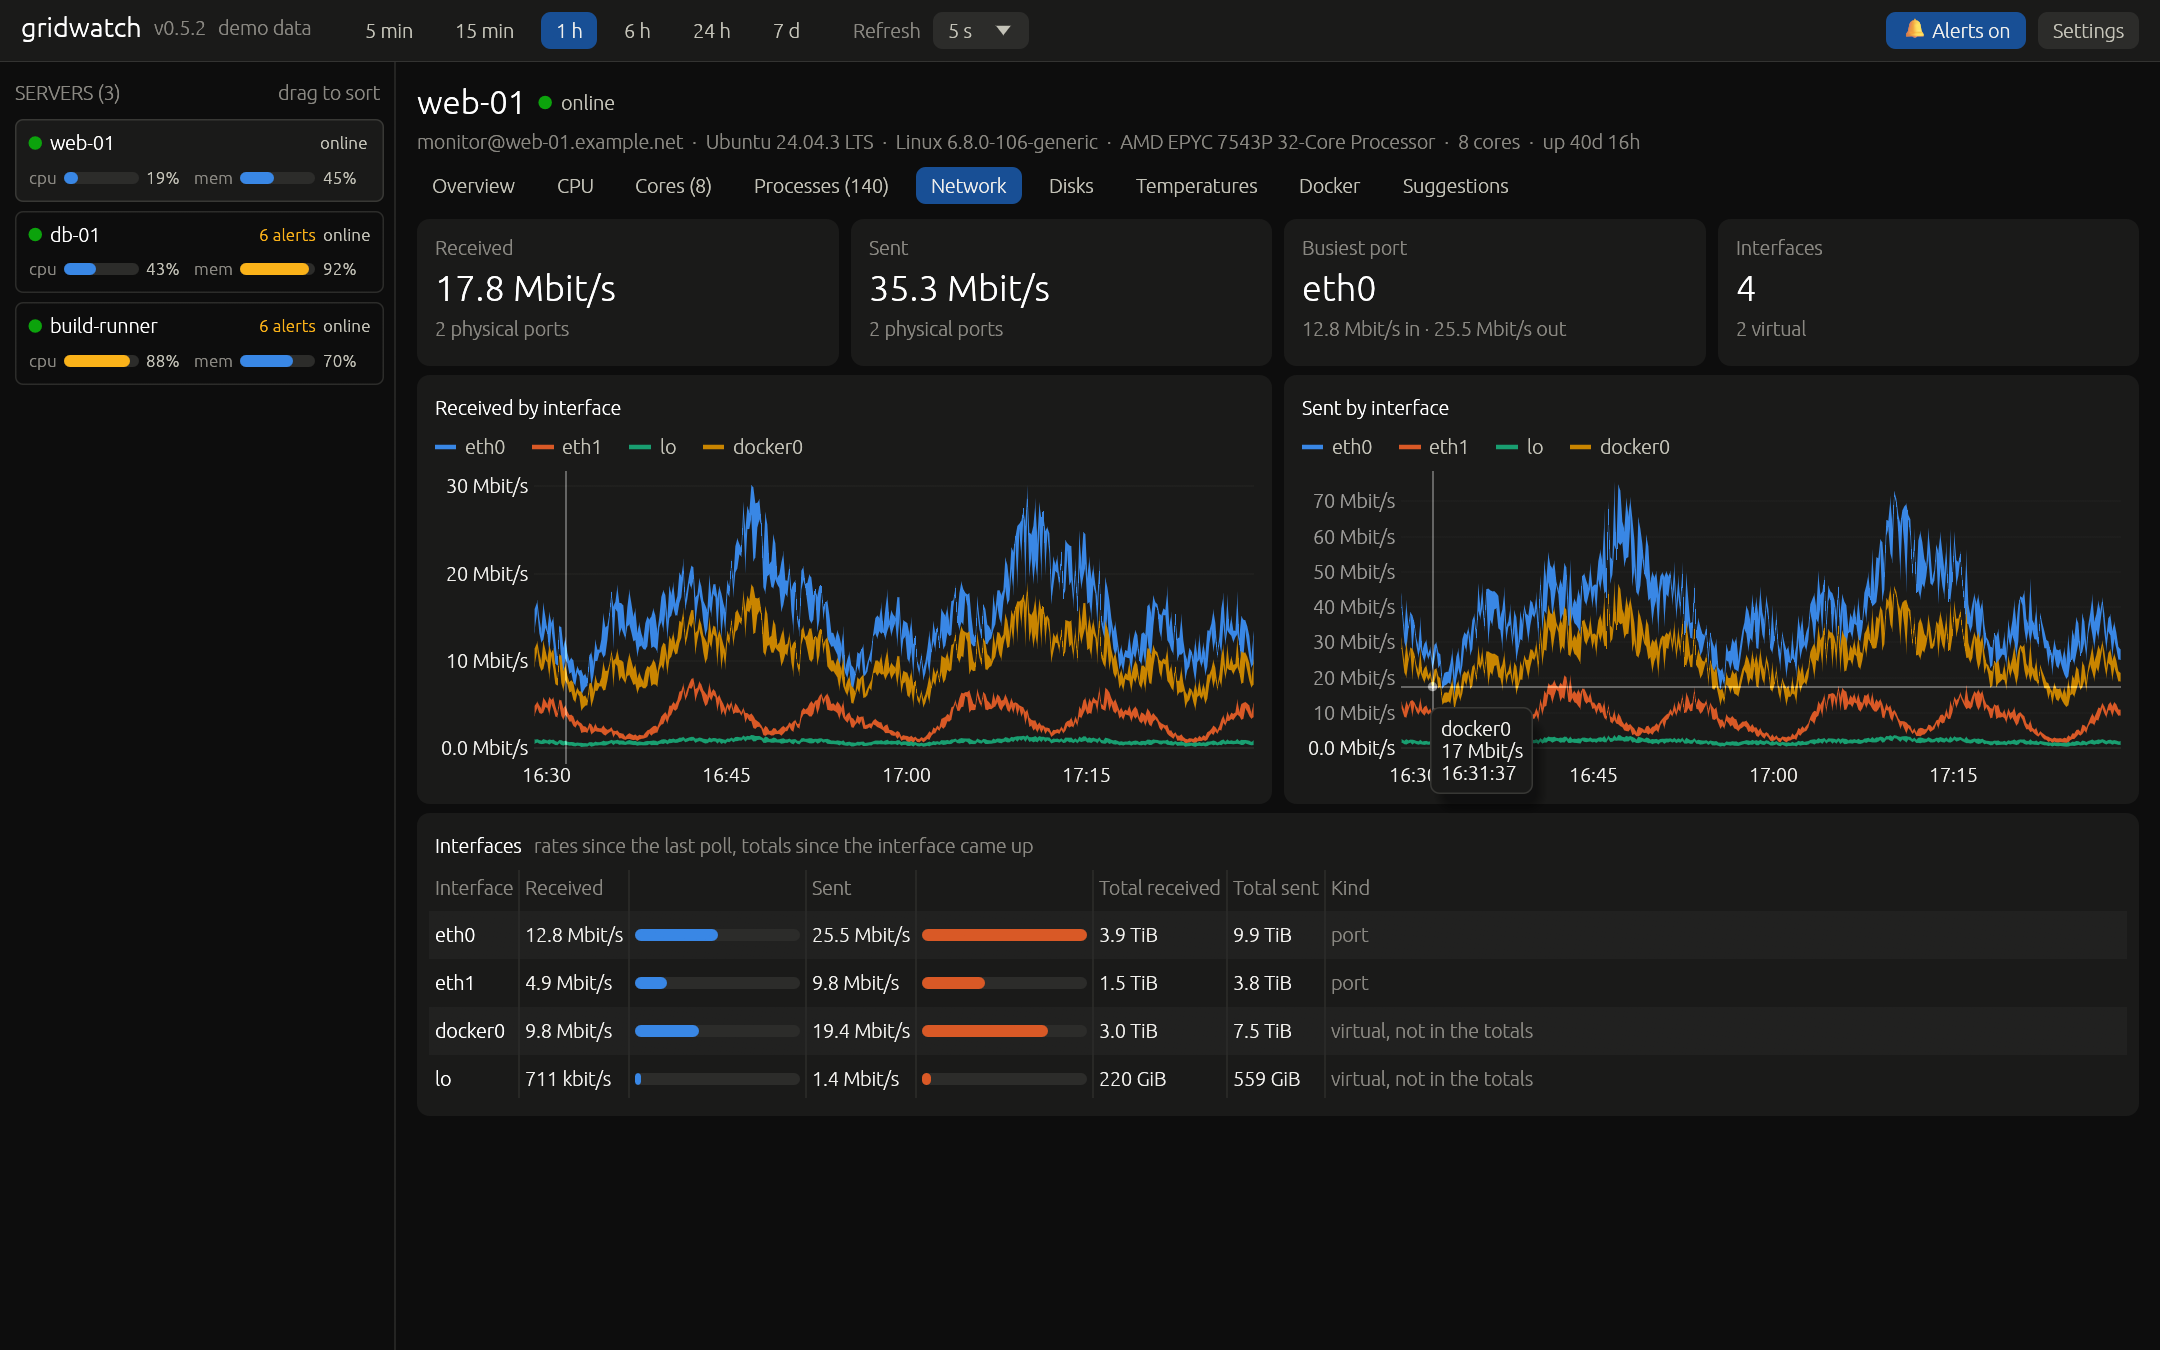 gridwatch v0.5.2 demo data 5 min 15 min 1 h 6 h 24 h 7 d Refresh 5 s Alerts on Settings
SERVERS (3) drag to sort
web-01 online
cpu 19% mem 45%
db-01 6 alerts online
cpu 43% mem 92%
build-runner 6 alerts online
cpu 88% mem 70%
web-01 online
monitor@web-01.example.net · Ubuntu 24.04.3 LTS · Linux 6.8.0-106-generic · AMD EPYC 7543P 32-Core Processor · 8 cores · up 40d 16h
Overview CPU Cores (8) Processes (140) Network Disks Temperatures Docker Suggestions
Received
17.8 Mbit/s
2 physical ports
Sent
35.3 Mbit/s
2 physical ports
Busiest port
eth0
12.8 Mbit/s in · 25.5 Mbit/s out
Interfaces
4
2 virtual
Received by interface
eth0 eth1 lo docker0
30 Mbit/s
20 Mbit/s
10 Mbit/s
0.0 Mbit/s
16:30 16:45 17:00 17:15
Sent by interface
eth0 eth1 lo docker0
70 Mbit/s
60 Mbit/s
50 Mbit/s
40 Mbit/s
30 Mbit/s
20 Mbit/s
10 Mbit/s
0.0 Mbit/s
16:30 16:45 17:00 17:15
docker0
17 Mbit/s
16:31:37
Interfaces rates since the last poll, totals since the interface came up
Interface Received Sent Total received Total sent Kind
eth0 12.8 Mbit/s 25.5 Mbit/s 3.9 TiB 9.9 TiB port
eth1 4.9 Mbit/s 9.8 Mbit/s 1.5 TiB 3.8 TiB port
docker0 9.8 Mbit/s 19.4 Mbit/s 3.0 TiB 7.5 TiB virtual, not in the totals
lo 711 kbit/s 1.4 Mbit/s 220 GiB 559 GiB virtual, not in the totals